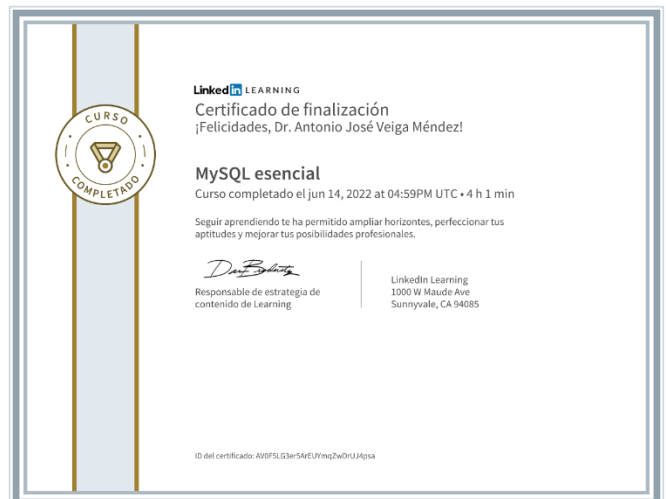 CURSO
COMPLETADO
Linked in LEARNING
Certificado de finalización
¡Felicidades, Dr. Antonio José Veiga Méndez!
MySQL esencial
Curso completado el jun 14, 2022 at 04:59PM UTC • 4 h 1 min
Seguir aprendiendo te ha permitido ampliar horizontes, perfeccionar tus
aptitudes y mejorar tus posibilidades profesionales.
Responsable de estrategia de
contenido de Learning
LinkedIn Learning
1000 W Maude Ave
Sunnyvale, CA 94085
ID del certificado: AV0F5LG3er5ArEUYmqZwOrUJ4psa